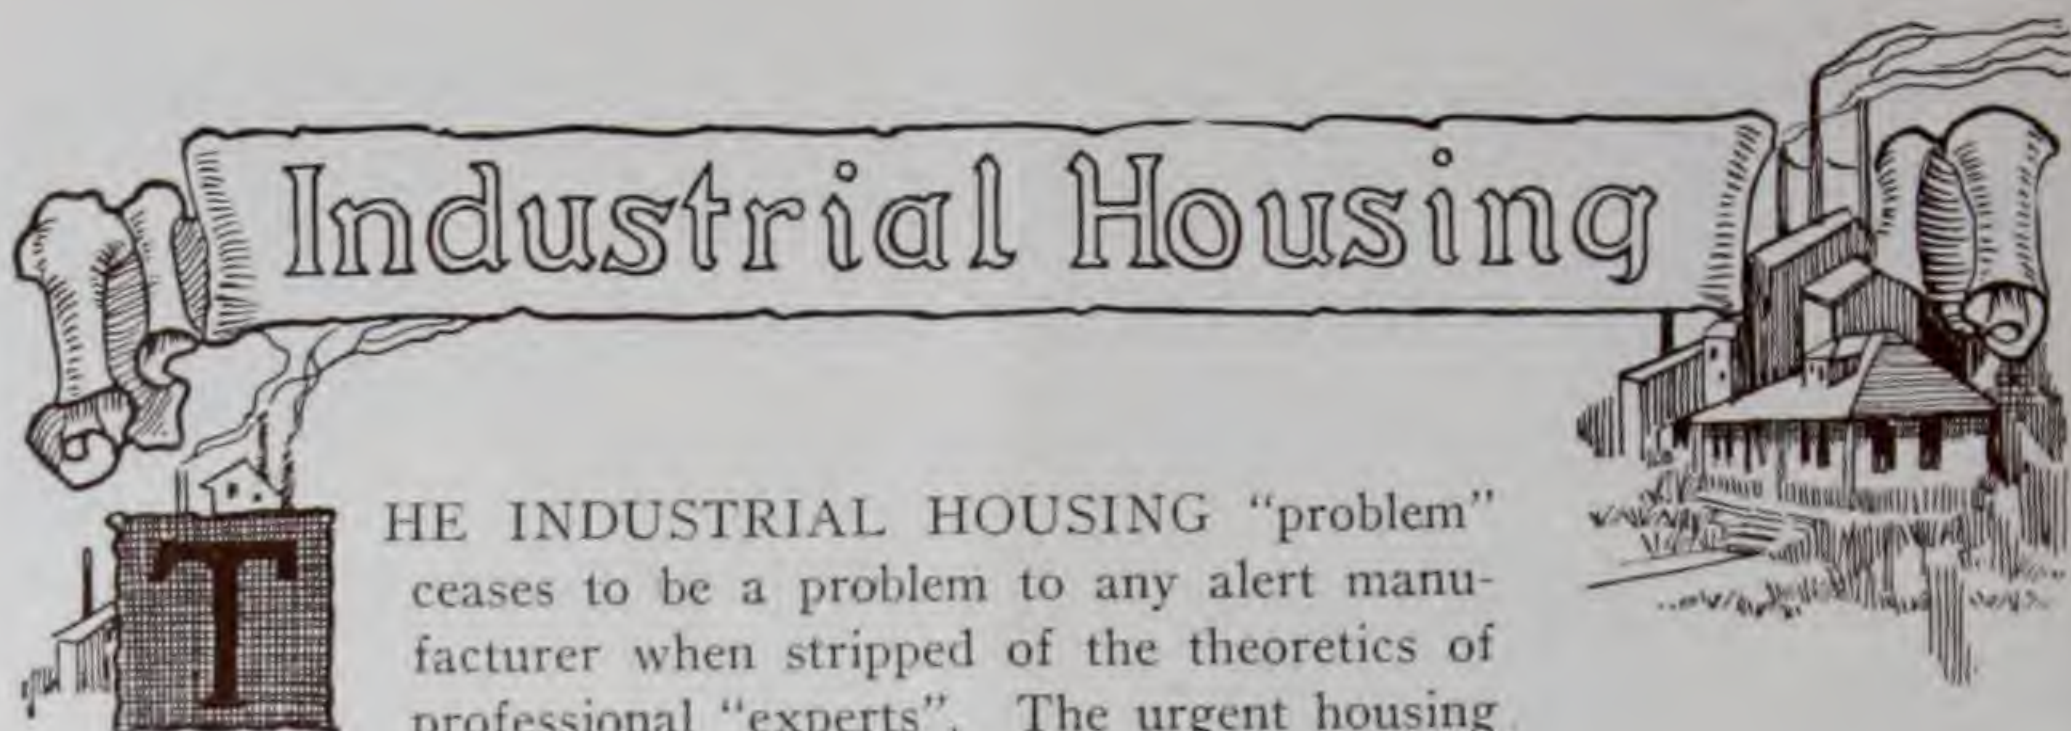 Industrial Housing
THE INDUSTRIAL HOUSING “problem”
ceases to be a problem to any alert manu-
facturer when stripped of the theoretics of
professional “experts”. The urgent housing